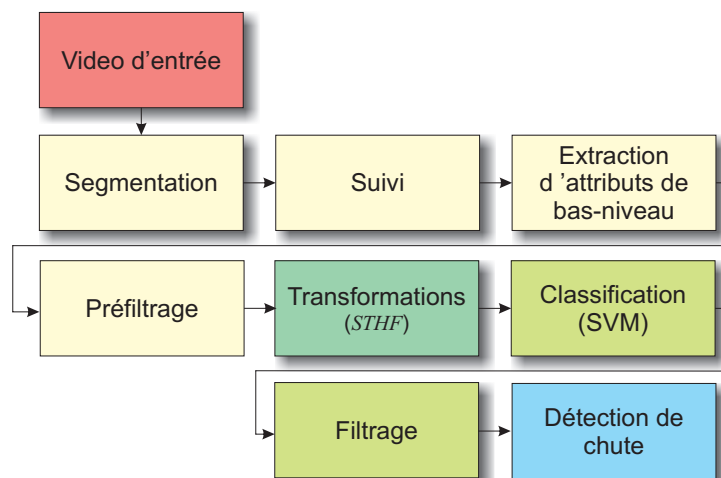 Video d'entrée
Segmentation
Suivi
Extraction
d 'attributs de
bas-niveau
Préfiltrage
Transformations
(STHF)
Classification
(SVM)
Filtrage
Détection de
chute